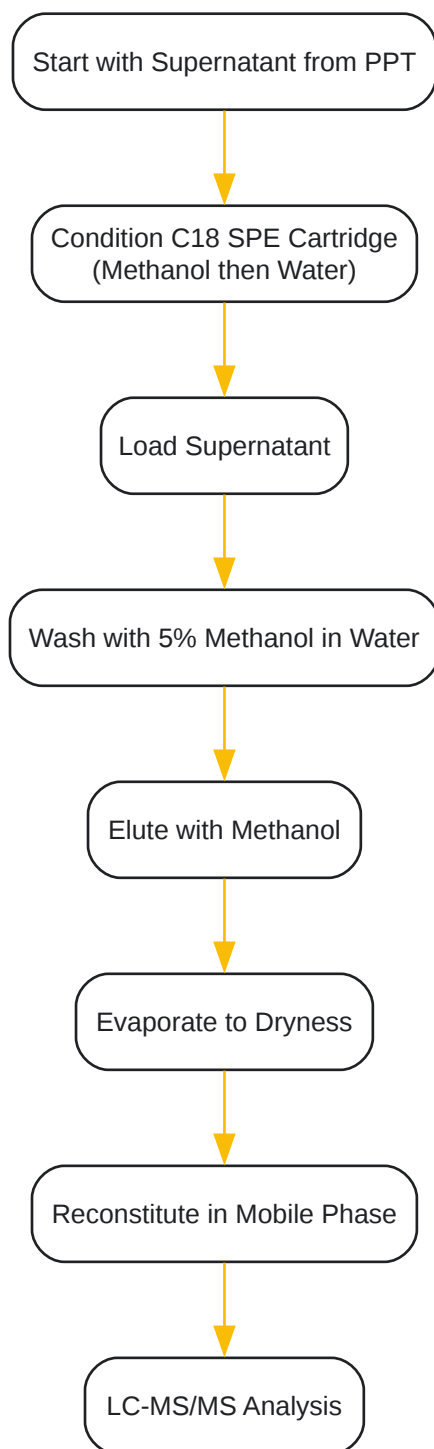 Start with Supernatant from PPT
Condition C18 SPE Cartridge
(Methanol then Water)
Load Supernatant
Wash with 5% Methanol in Water
Elute with Methanol
Evaporate to Dryness
Reconstitute in Mobile Phase
LC-MS/MS Analysis